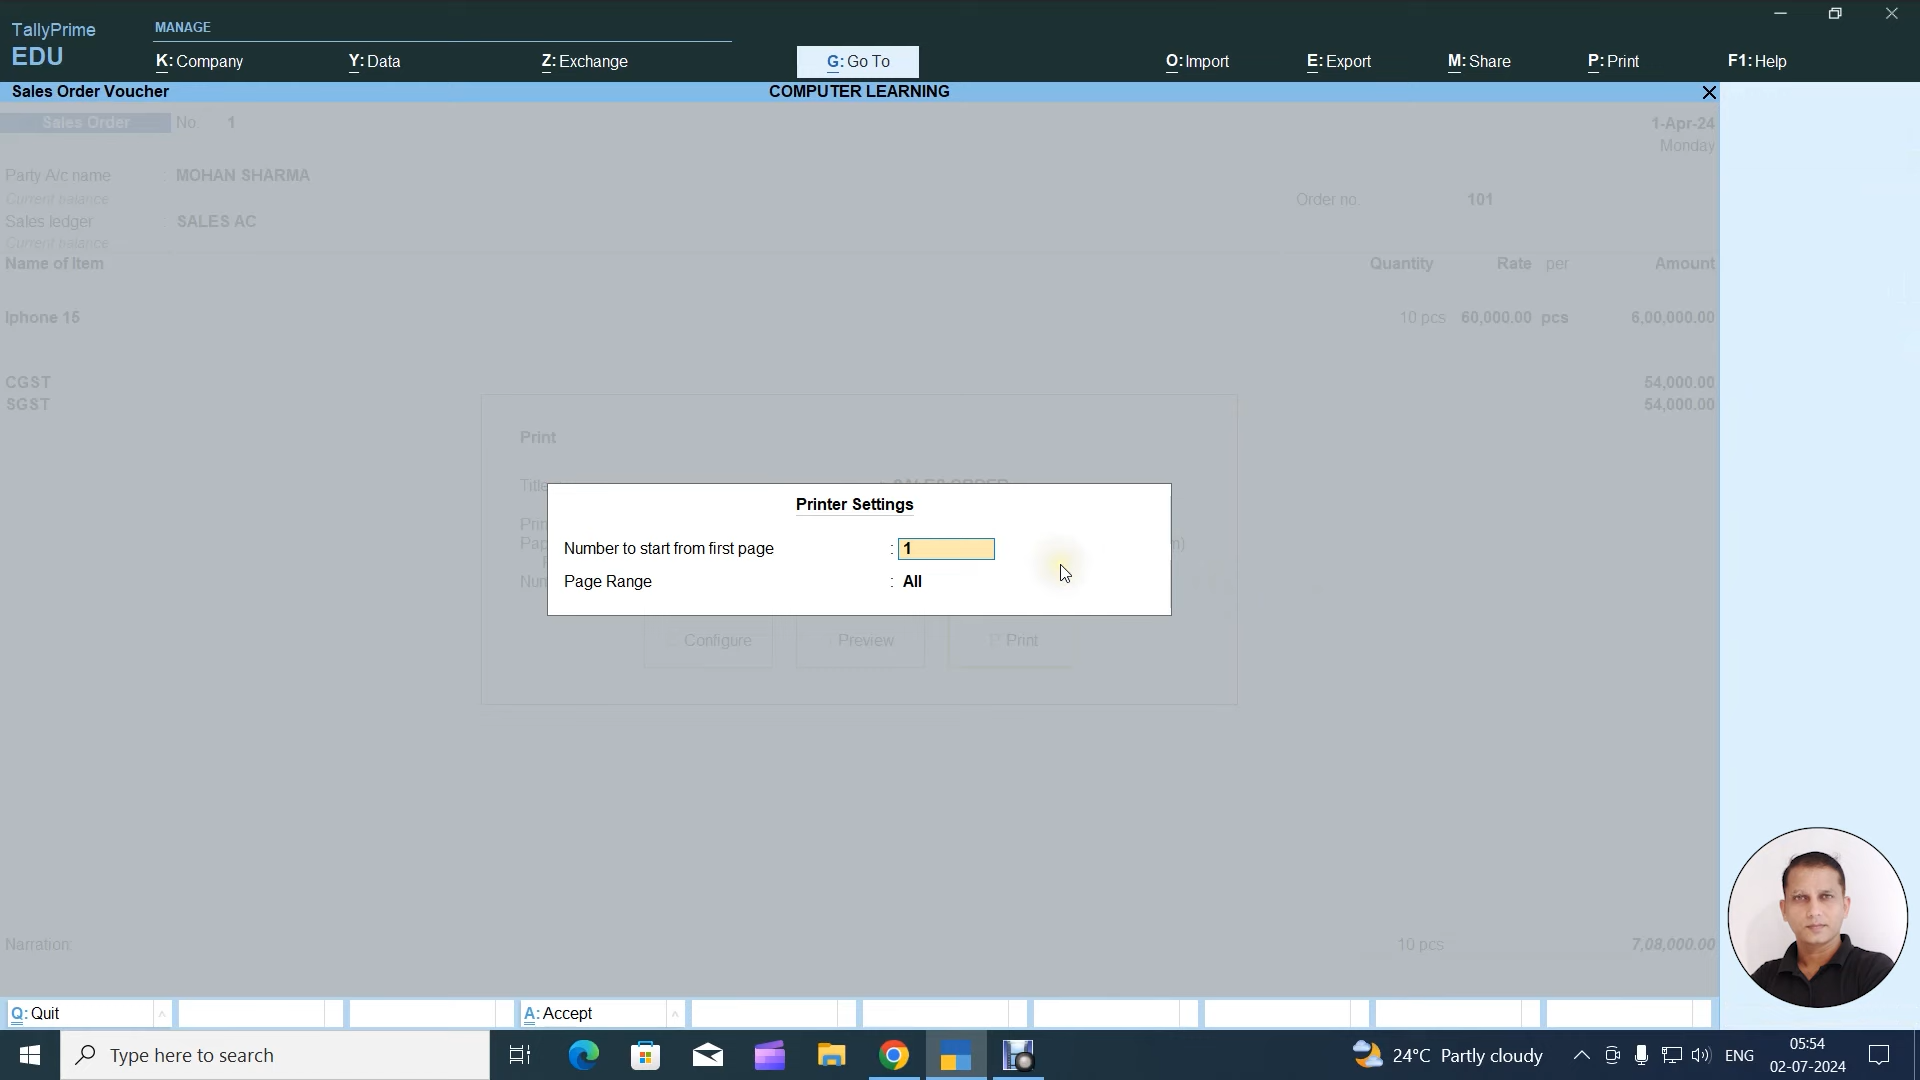 TallyPrime
EDU
MANAGE
K: Company
Y: Data
Z: Exchange
G: Go To
O: Import
E: Export
M: Share
P: Print
F1: Help
Sales Order Voucher
COMPUTER LEARNING
Sales Order No. 1
1-Apr-24
Monday
Party A/c name : MOHAN SHARMA
Current balance
Order no. 101
Sales ledger : SALES AC
Current balance
Name of Item Quantity Rate per Amount
Iphone 15 10 pcs 60,000.00 pcs 6,00,000.00
CGST 54,000.00
SGST 54,000.00
Print
Title SALES ORDER
Printer Settings
Number to start from first page : 1
Page Range : All
Configure
Preview
Print
Narration: 10 pcs 7,08,000.00
Q: Quit
A: Accept
Type here to search
24°C Partly cloudy
ENG
05:54
02-07-2024